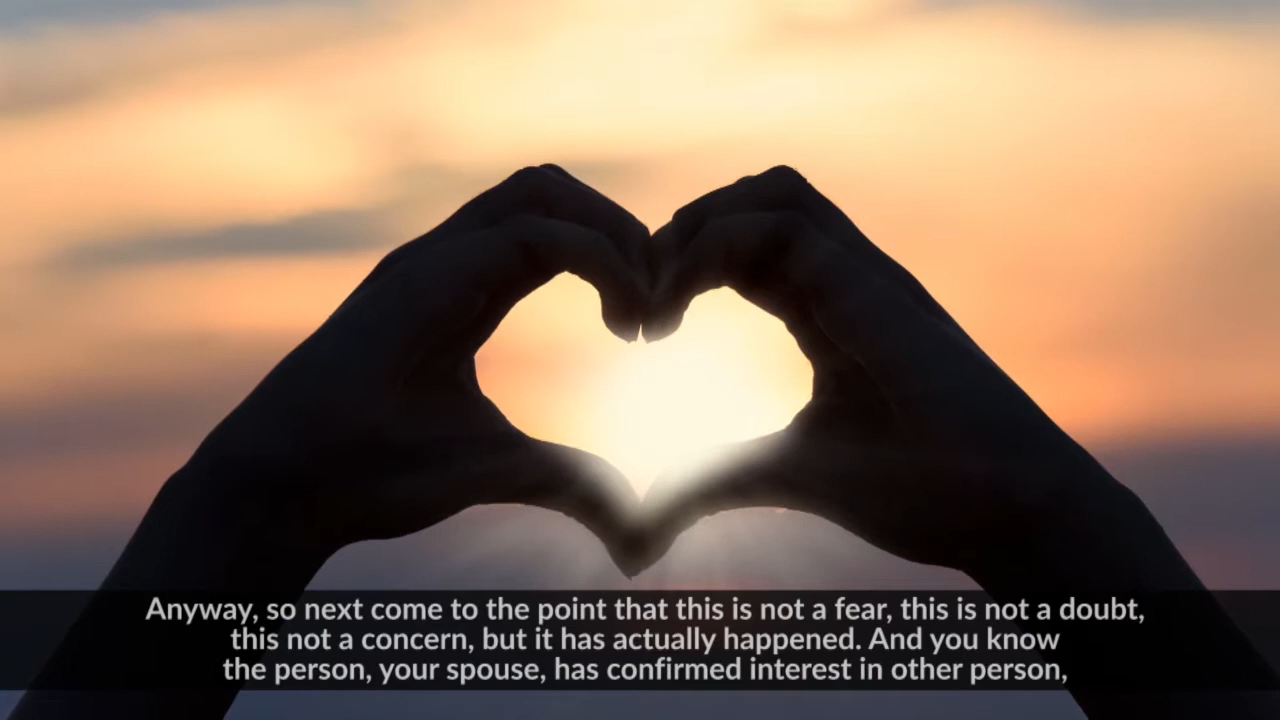 Anyway, so next come to the point that this is not a fear, this is not a doubt,
this not a concern, but it has actually happened. And you know
the person, your spouse, has confirmed interest in other person,